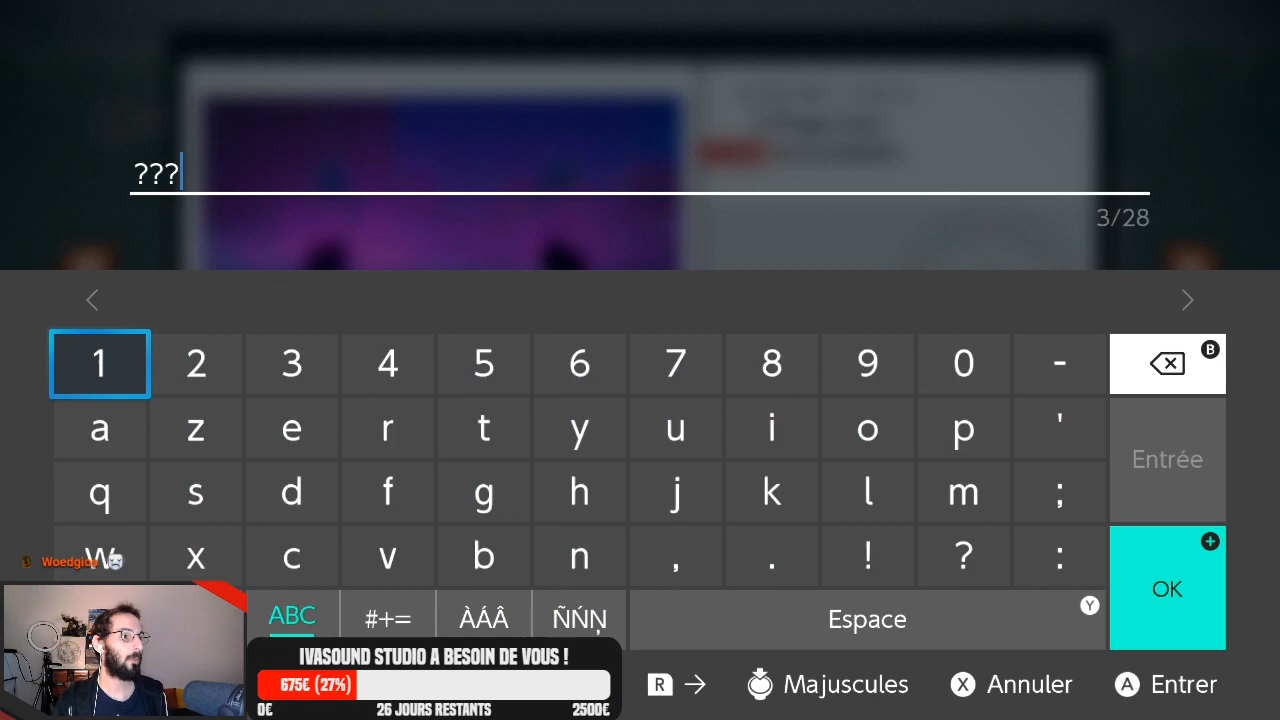 ???
3/28
1 2 3 4 5 6 7 8 9 0 - B
a z e r t y u i o p '
Entrée
q s d f g h j k l m ;
w x c v b n , . ! ? : +
OK
Woedgio
ABC #+= ÀÁÂ ÑŃŅ Espace Y
IVASOUND STUDIO A BESOIN DE VOUS !
675€ (27%)
0€ 26 JOURS RESTANTS 2500€
R → Majuscules X Annuler A Entrer